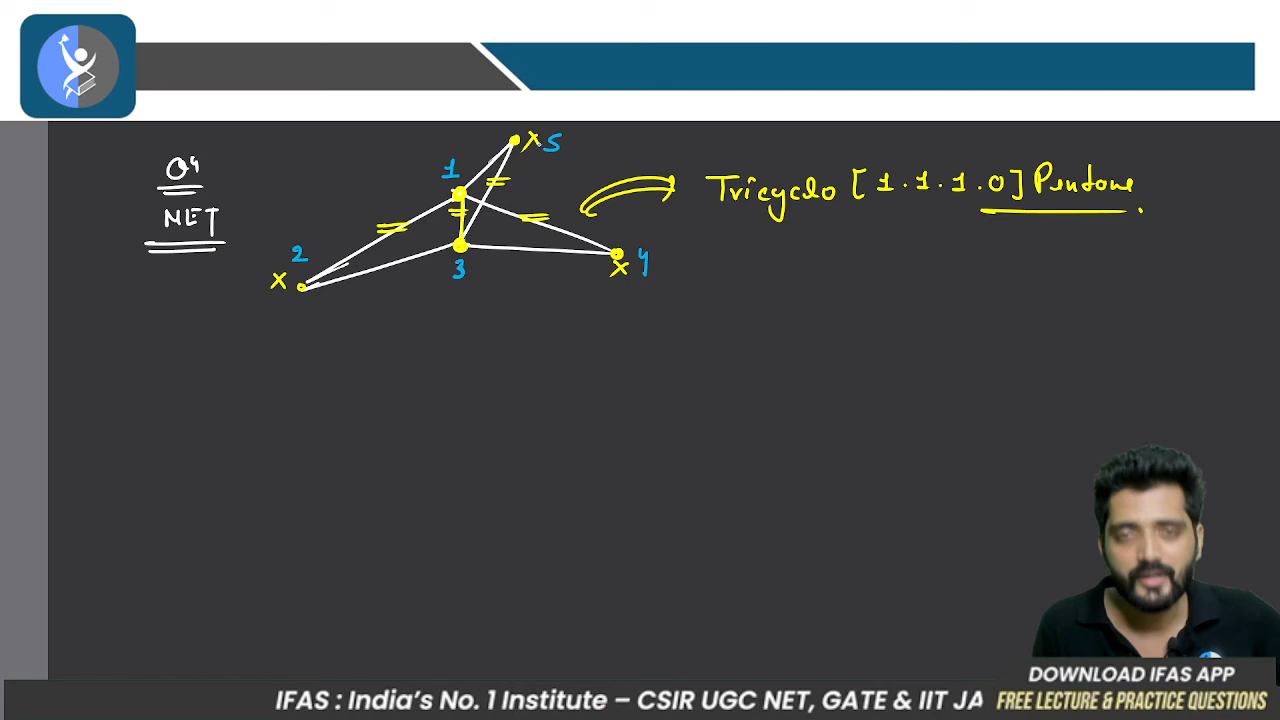 Q4
NET
1
X 5
Tricyclo [1.1.1.0] Pentane
2
X
3
X 4
DOWNLOAD IFAS APP
IFAS : India's No. 1 Institute – CSIR UGC NET, GATE & IIT JA
FREE LECTURE & PRACTICE QUESTIONS